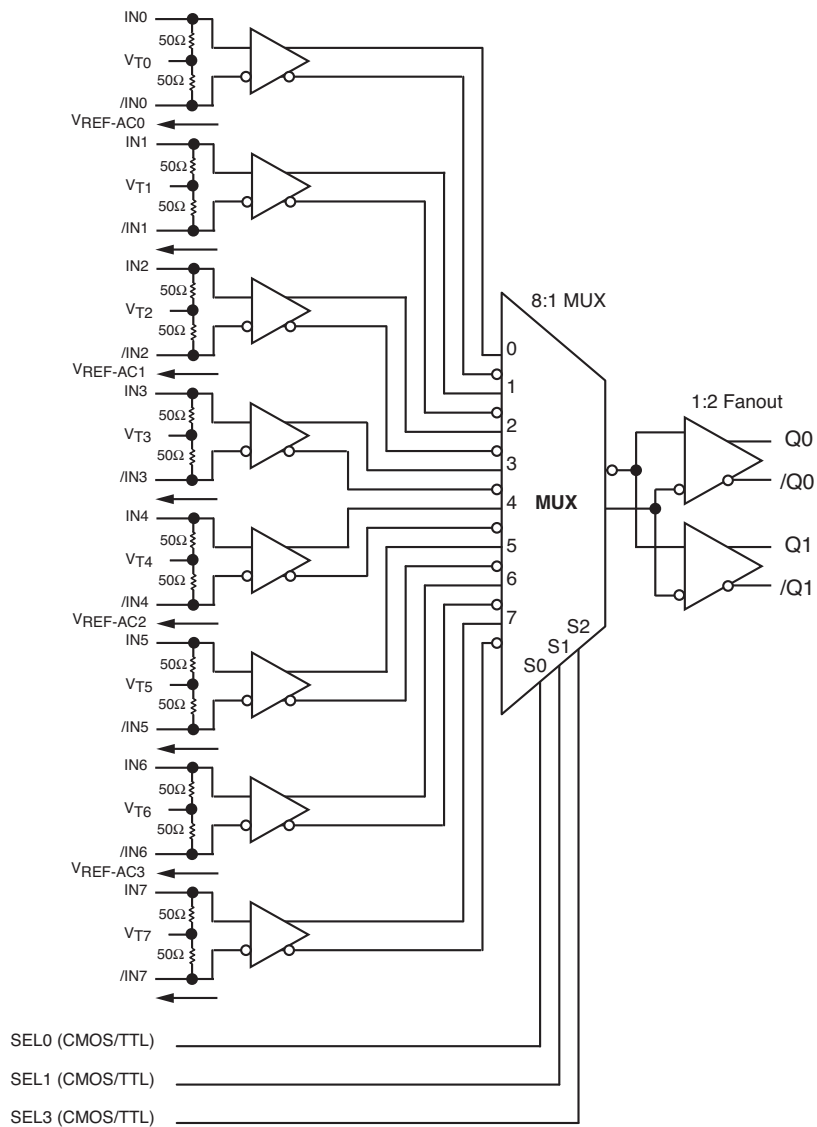 IN0
50Ω
VT0
50Ω
/IN0
VREF-AC0
IN1
50Ω
VT1
50Ω
/IN1
IN2
50Ω
VT2
50Ω
/IN2
VREF-AC1
IN3
50Ω
VT3
50Ω
/IN3
IN4
50Ω
VT4
50Ω
/IN4
VREF-AC2
IN5
50Ω
VT5
50Ω
/IN5
IN6
50Ω
VT6
50Ω
/IN6
VREF-AC3
IN7
50Ω
VT7
50Ω
/IN7
8:1 MUX
0
1
2
3
4
5
6
7
MUX
S2
S1
S0
1:2 Fanout
Q0
/Q0
Q1
/Q1
SEL0 (CMOS/TTL)
SEL1 (CMOS/TTL)
SEL3 (CMOS/TTL)